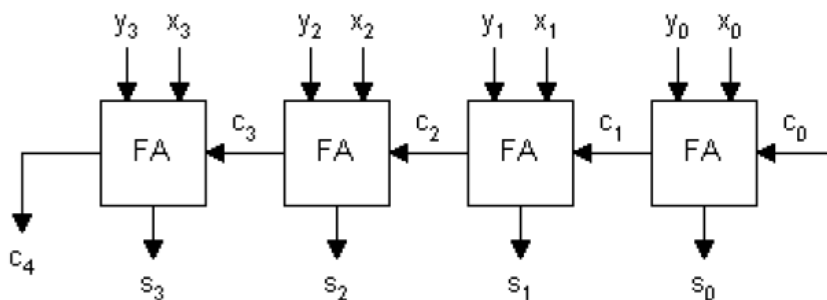 y₃ x₃ y₂ x₂ y₁ x₁ y₀ x₀
c₃ c₂ c₁ c₀
FA FA FA FA
c₄ s₃ s₂ s₁ s₀